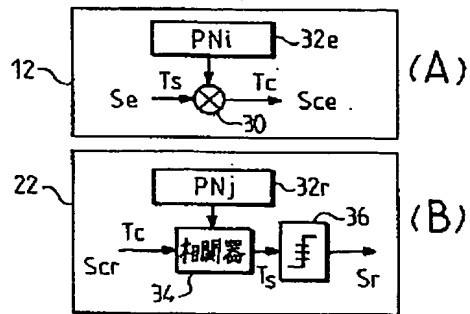 PNi
32e
12
Ts
Tc
Se
Sce
30
(A)
22
PNj
32r
36
Tc
相関器
Ts
Scr
34
Sr
(B)